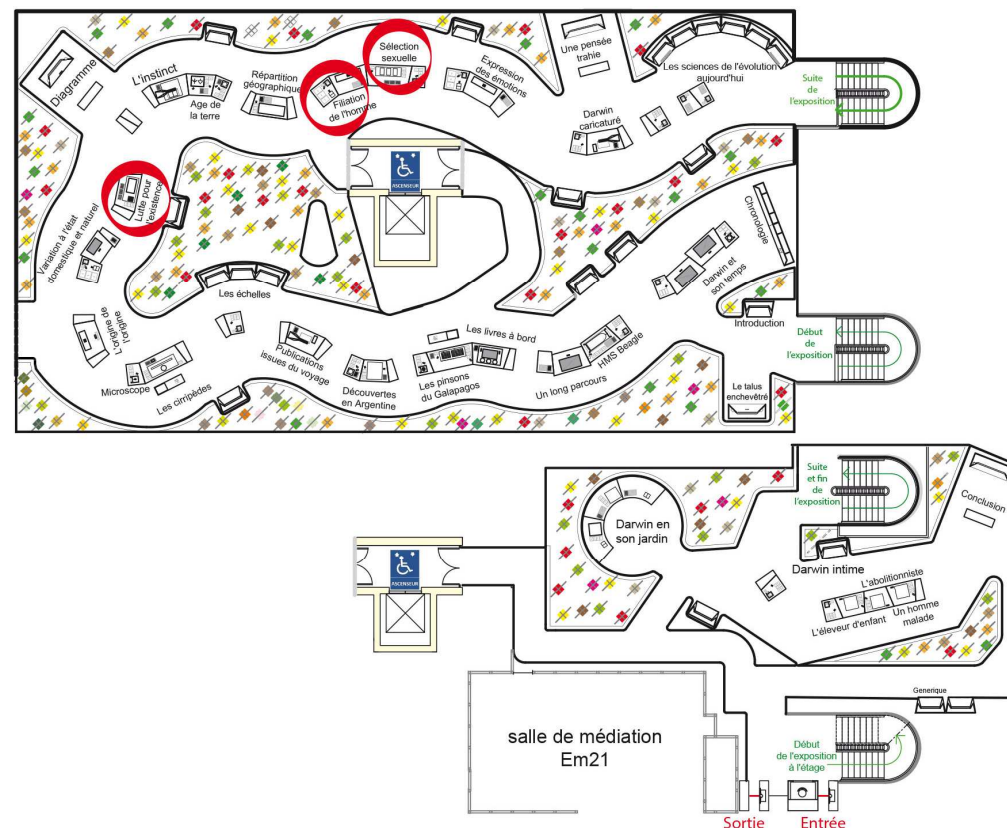 Diagramme
L'instinct
Age de
la terre
Répartition
géographique
Filiation
de l'homme
Sélection
sexuelle
Expression
des émotions
Une pensée
trahie
Les sciences de l'évolution
aujourd'hui
Darwin
caricaturé
Suite
de
l'exposition
ASCENSEUR
Lutte pour
l'existence
Variation à l'état
domestique et naturel
L'origine de
l'origine
Microscope
Les cirripèdes
Les échelles
Publications
issues du voyage
Découvertes
en Argentine
Les livres à bord
Les pinsons
du Galapagos
Un long parcours
HMS Beagle
Darwin et
son temps
Chronologie
Introduction
Début
de
l'exposition
Le talus
enchevêtré
Suite
et fin
de
l'exposition
Conclusion
Darwin en
son jardin
Darwin intime
L'abolitionniste
L'éleveur d'enfant
Un homme
malade
ASCENSEUR
Générique
salle de médiation
Em21
Début
de l'exposition
à l'étage
Sortie
Entrée